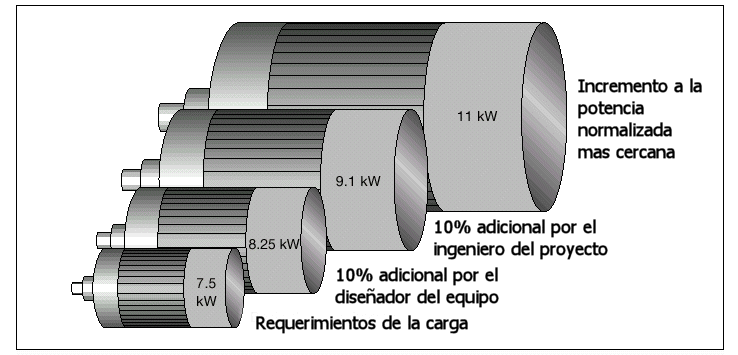 11 kW
Incremento a la
potencia
normalizada
mas cercana
9.1 kW
10% adicional por el
ingeniero del proyecto
8.25 kW
10% adicional por el
diseñador del equipo
7.5
kW
Requerimientos de la carga